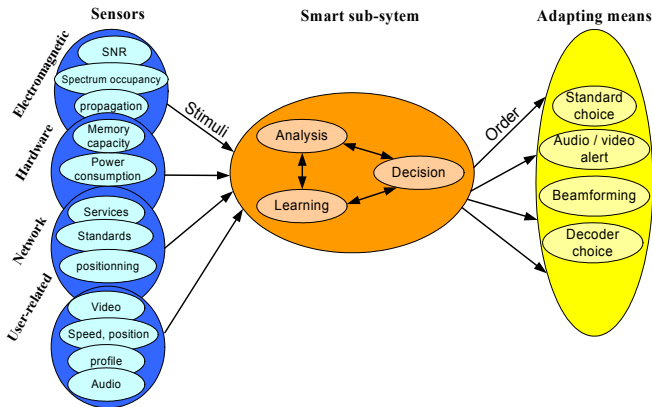 Sensors
Smart sub-sytem
Adapting means
Electromagnetic
SNR
Spectrum occupancy
propagation
Hardware
Memory
capacity
Power
consumption
Network
Services
Standards
positionning
User-related
Video
Speed, position
profile
Audio
Stimuli
Analysis
Learning
Decision
Order
Standard
choice
Audio / video
alert
Beamforming
Decoder
choice